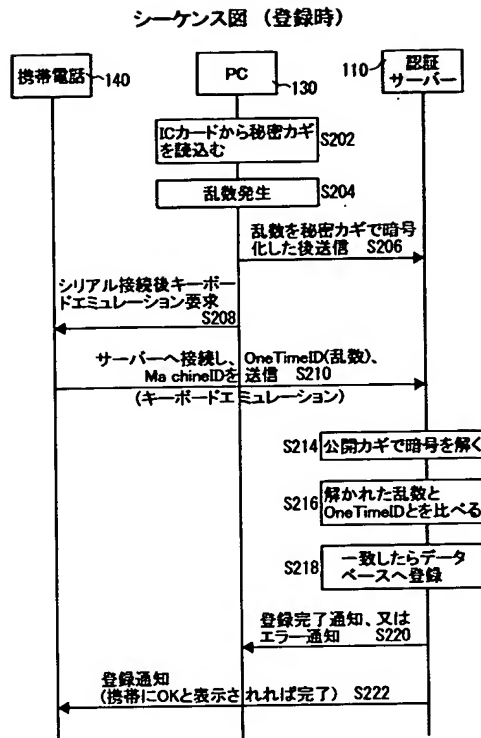 シーケンス図 (登録時)
携帯電話
140
PC
130
110
認証
サーバー
ICカードから秘密カギ
を読込む
S202
乱数発生
S204
乱数を秘密カギで暗号
化した後送信 S206
シリアル接続後キーボー
ドエミュレーション要求
S208
サーバーへ接続し、OneTimeID(乱数)、
Ma chineIDを 送信 S210
(キーボードエミュレーション)
S214
公開カギで暗号を解く
S216
解かれた乱数と
OneTimeIDとを比べる
S218
一致したらデータ
ベースへ登録
登録完了通知、又は
エラー通知 S220
登録通知
(携帯にOKと表示されれば完了) S222